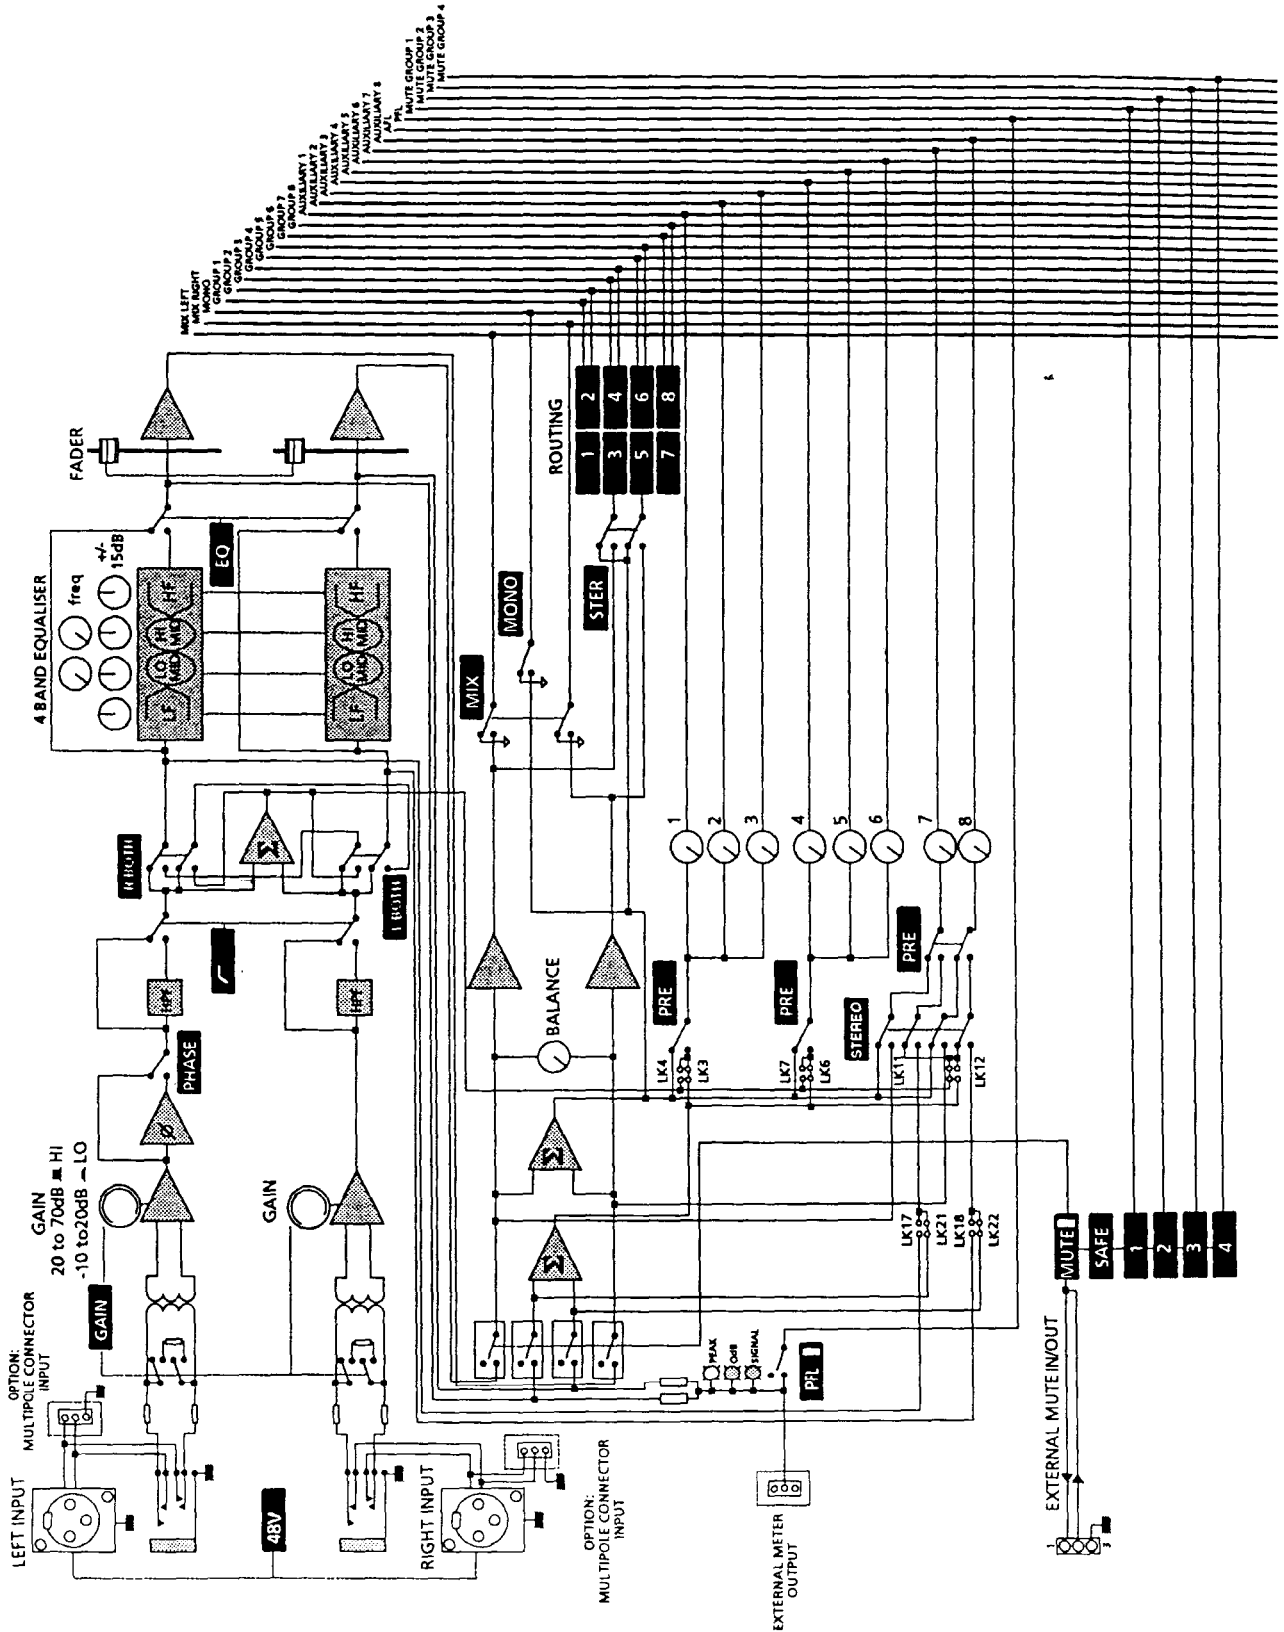 MIX LEFT
MIX RIGHT
MONO
GROUP 1
GROUP 2
GROUP 3
GROUP 4
GROUP 5
GROUP 6
GROUP 7
GROUP 8
AUXILIARY 1
AUXILIARY 2
AUXILIARY 3
AUXILIARY 4
AUXILIARY 5
AUXILIARY 6
AUXILIARY 7
AUXILIARY 8
AFL
PFL
MUTE GROUP 1
MUTE GROUP 2
MUTE GROUP 3
MUTE GROUP 4
LEFT INPUT
OPTION:
MULTIPOLE CONNECTOR
INPUT
GAIN
GAIN
20 to 70dB HI
-10 to20dB LO
Ø
PHASE
HPF
R BOTH
4 BAND EQUALISER
freq
+/-
15dB
LF
LO
MID
HI
MID
HF
EQ
FADER
48V
RIGHT INPUT
OPTION:
MULTIPOLE CONNECTOR
INPUT
GAIN
HPF
Σ
L BOTH
LF
LO
MID
HI
MID
HF
Σ
Σ
BALANCE
MIX
MONO
STER
ROUTING
1 2
3 4
5 6
7 8
PEAK
0dB
SIGNAL
PFL
EXTERNAL METER
OUTPUT
LK4
LK3
PRE
1
2
3
LK7
LK6
PRE
4
5
6
STEREO
LK11
LK12
PRE
7
8
LK17
LK21
LK18
LK22
EXTERNAL MUTE IN/OUT
1
3
MUTE
SAFE
1
2
3
4